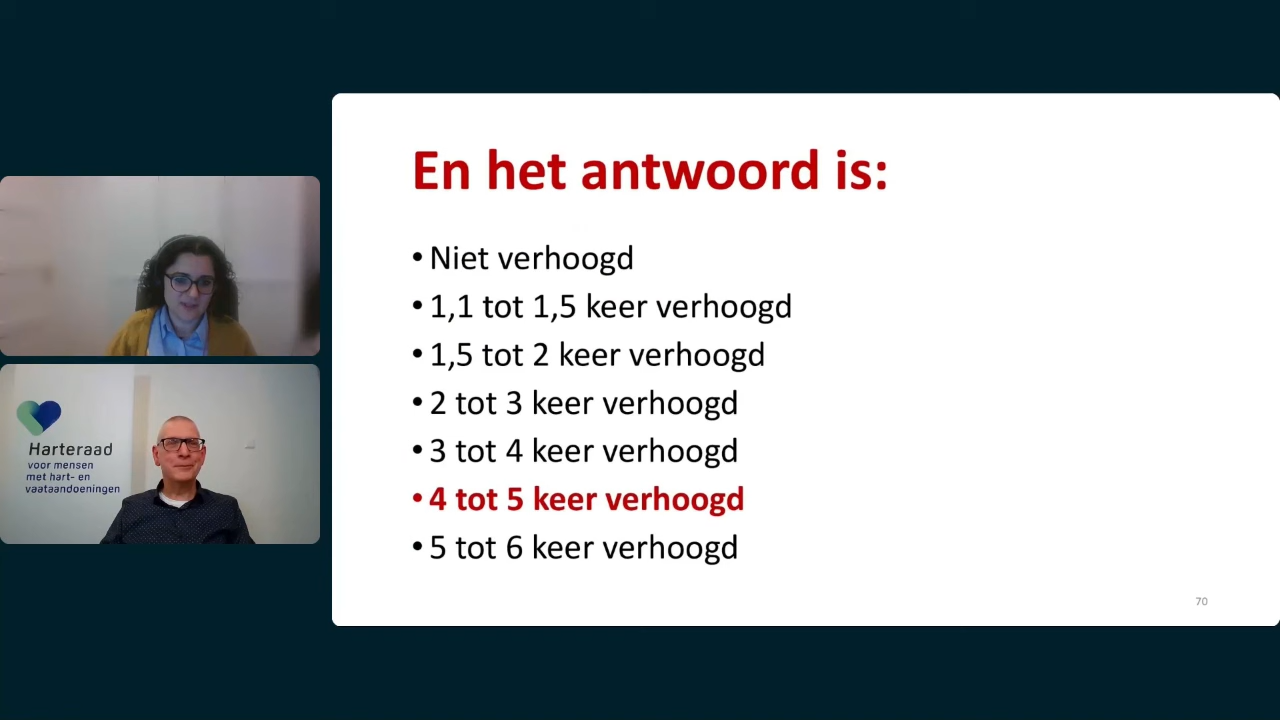 Harteraad
voor mensen
met hart- en
vaataandoeningen
En het antwoord is:
• Niet verhoogd
• 1,1 tot 1,5 keer verhoogd
• 1,5 tot 2 keer verhoogd
• 2 tot 3 keer verhoogd
• 3 tot 4 keer verhoogd
• 4 tot 5 keer verhoogd
• 5 tot 6 keer verhoogd
70